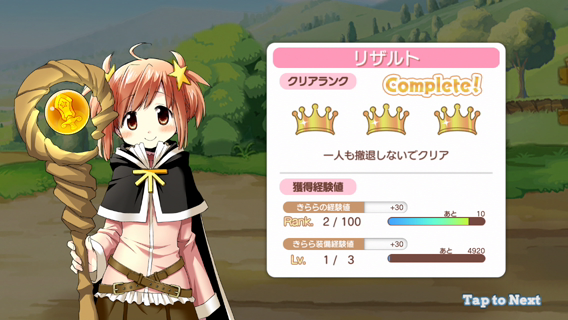 リザルト
クリアランク
Complete!
一人も撤退しないでクリア
獲得経験値
きららの経験値 +30
Rank. 2 / 100 あと 10
きらら装備経験値 +30
Lv. 1 / 3 あと 4920
Tap to Next